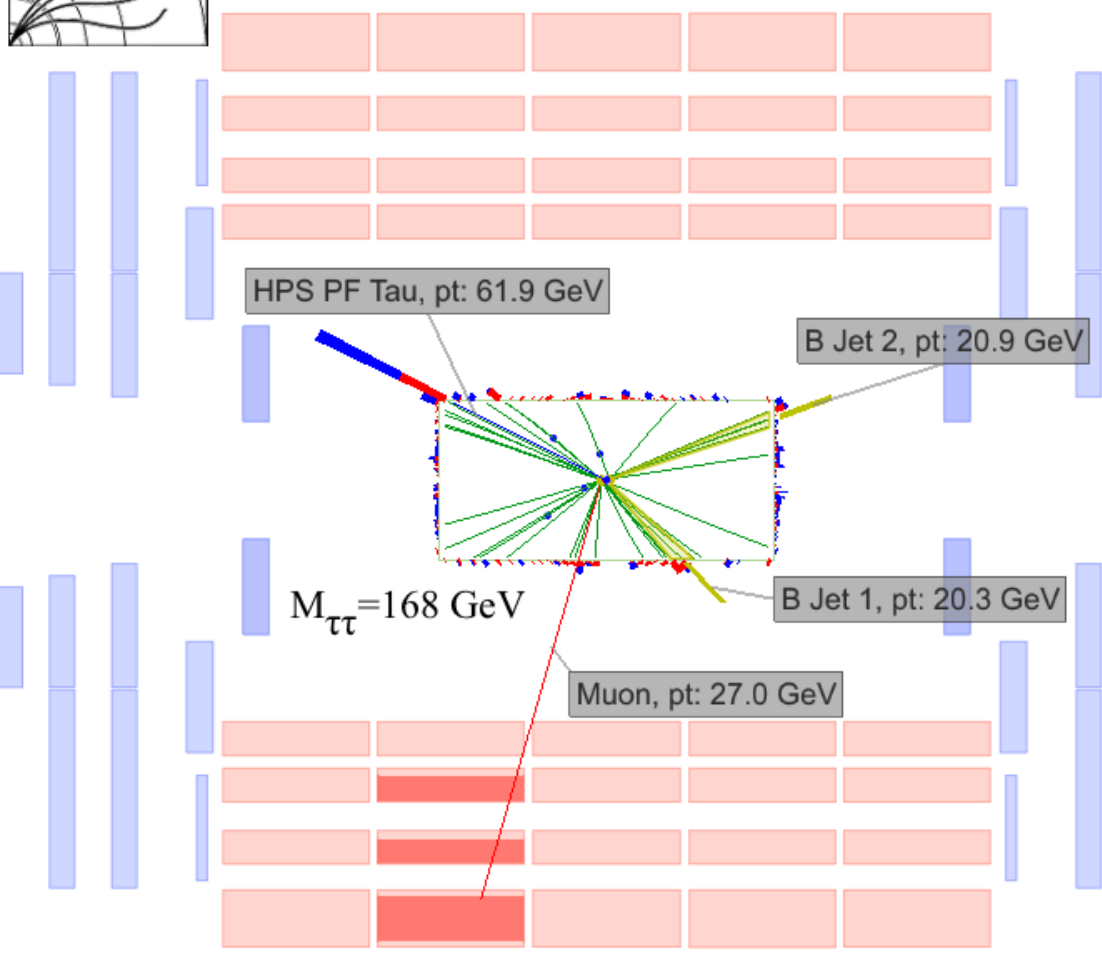 HPS PF Tau, pt: 61.9 GeV
B Jet 2, pt: 20.9 GeV
B Jet 1, pt: 20.3 GeV
M_ττ=168 GeV
Muon, pt: 27.0 GeV